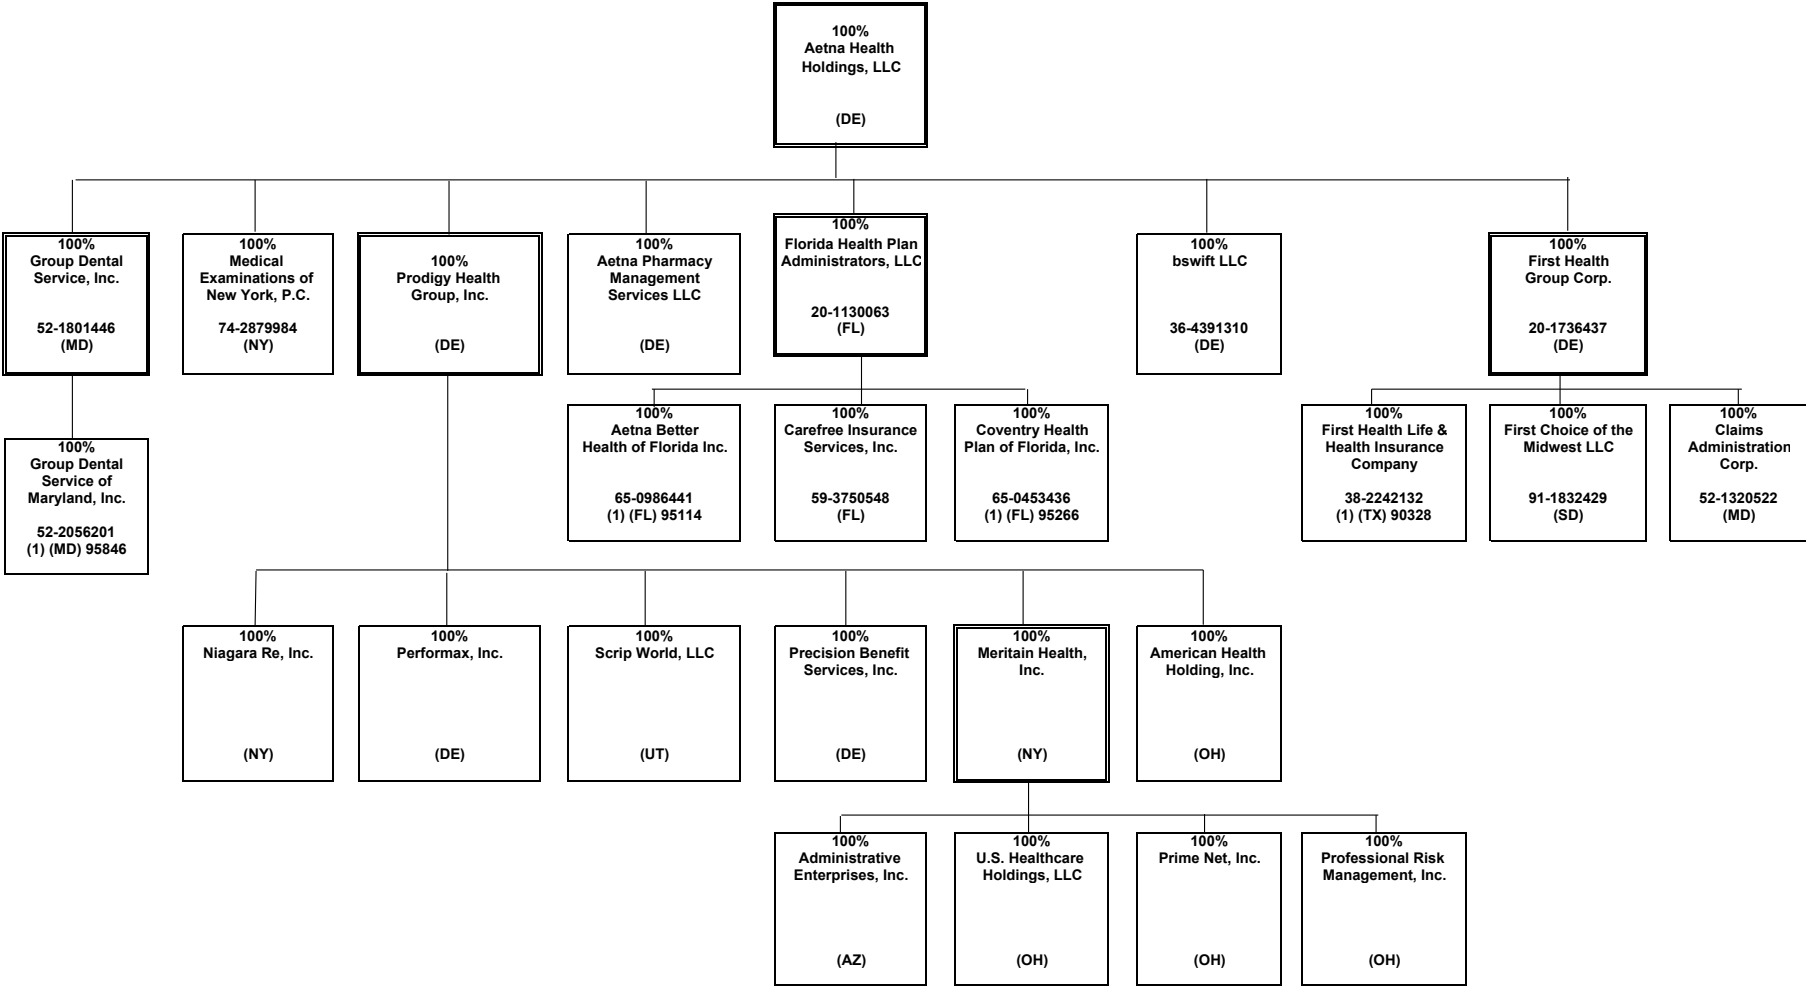 100%
Aetna Health
Holdings, LLC
(DE)
100%
Group Dental
Service, Inc.
52-1801446
(MD)
100%
Medical
Examinations of
New York, P.C.
74-2879984
(NY)
100%
Prodigy Health
Group, Inc.
(DE)
100%
Aetna Pharmacy
Management
Services LLC
(DE)
100%
Florida Health Plan
Administrators, LLC
20-1130063
(FL)
100%
bswift LLC
36-4391310
(DE)
100%
First Health
Group Corp.
20-1736437
(DE)
100%
Group Dental
Service of
Maryland, Inc.
52-2056201
(1) (MD) 95846
100%
Aetna Better
Health of Florida Inc.
65-0986441
(1) (FL) 95114
100%
Carefree Insurance
Services, Inc.
59-3750548
(FL)
100%
Coventry Health
Plan of Florida, Inc.
65-0453436
(1) (FL) 95266
100%
First Health Life &
Health Insurance
Company
38-2242132
(1) (TX) 90328
100%
First Choice of the
Midwest LLC
91-1832429
(SD)
100%
Claims
Administration
Corp.
52-1320522
(MD)
100%
Niagara Re, Inc.
(NY)
100%
Performax, Inc.
(DE)
100%
Scrip World, LLC
(UT)
100%
Precision Benefit
Services, Inc.
(DE)
100%
Meritain Health,
Inc.
(NY)
100%
American Health
Holding, Inc.
(OH)
100%
Administrative
Enterprises, Inc.
(AZ)
100%
U.S. Healthcare
Holdings, LLC
(OH)
100%
Prime Net, Inc.
(OH)
100%
Professional Risk
Management, Inc.
(OH)